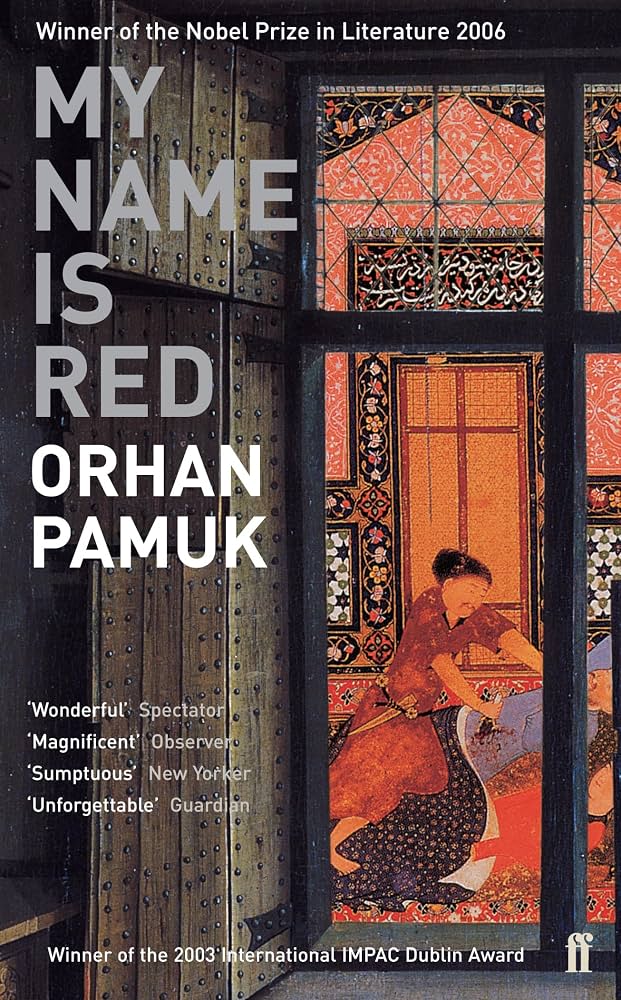 Winner of the Nobel Prize in Literature 2006
MY
NAME
IS
RED
ORHAN
PAMUK
‘Wonderful’ Spectator
‘Magnificent’ Observer
‘Sumptuous’ New Yorker
‘Unforgettable’ Guardian
Winner of the 2003 International IMPAC Dublin Award
ff